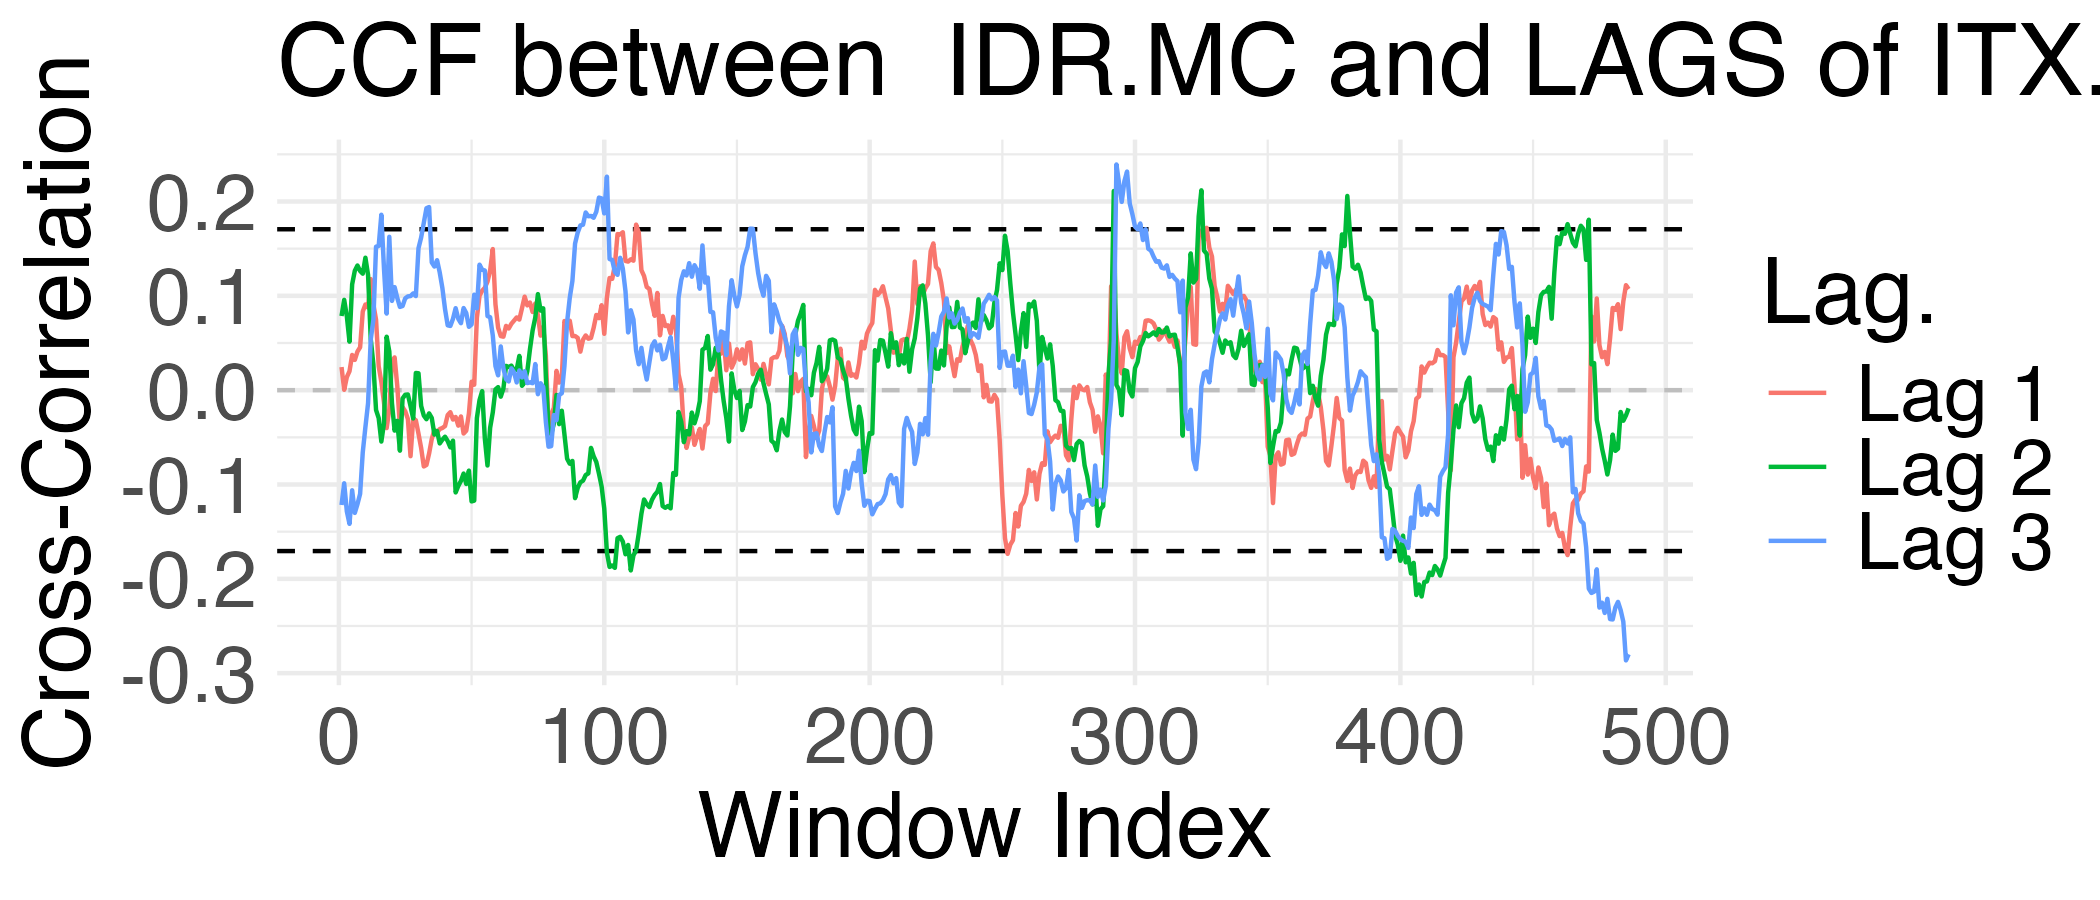 CCF between  IDR.MC and LAGS of ITX.
Cross-Correlation
0.2
0.1
0.0
-0.1
-0.2
-0.3
0 100 200 300 400 500
Window Index
Lag.
Lag 1
Lag 2
Lag 3